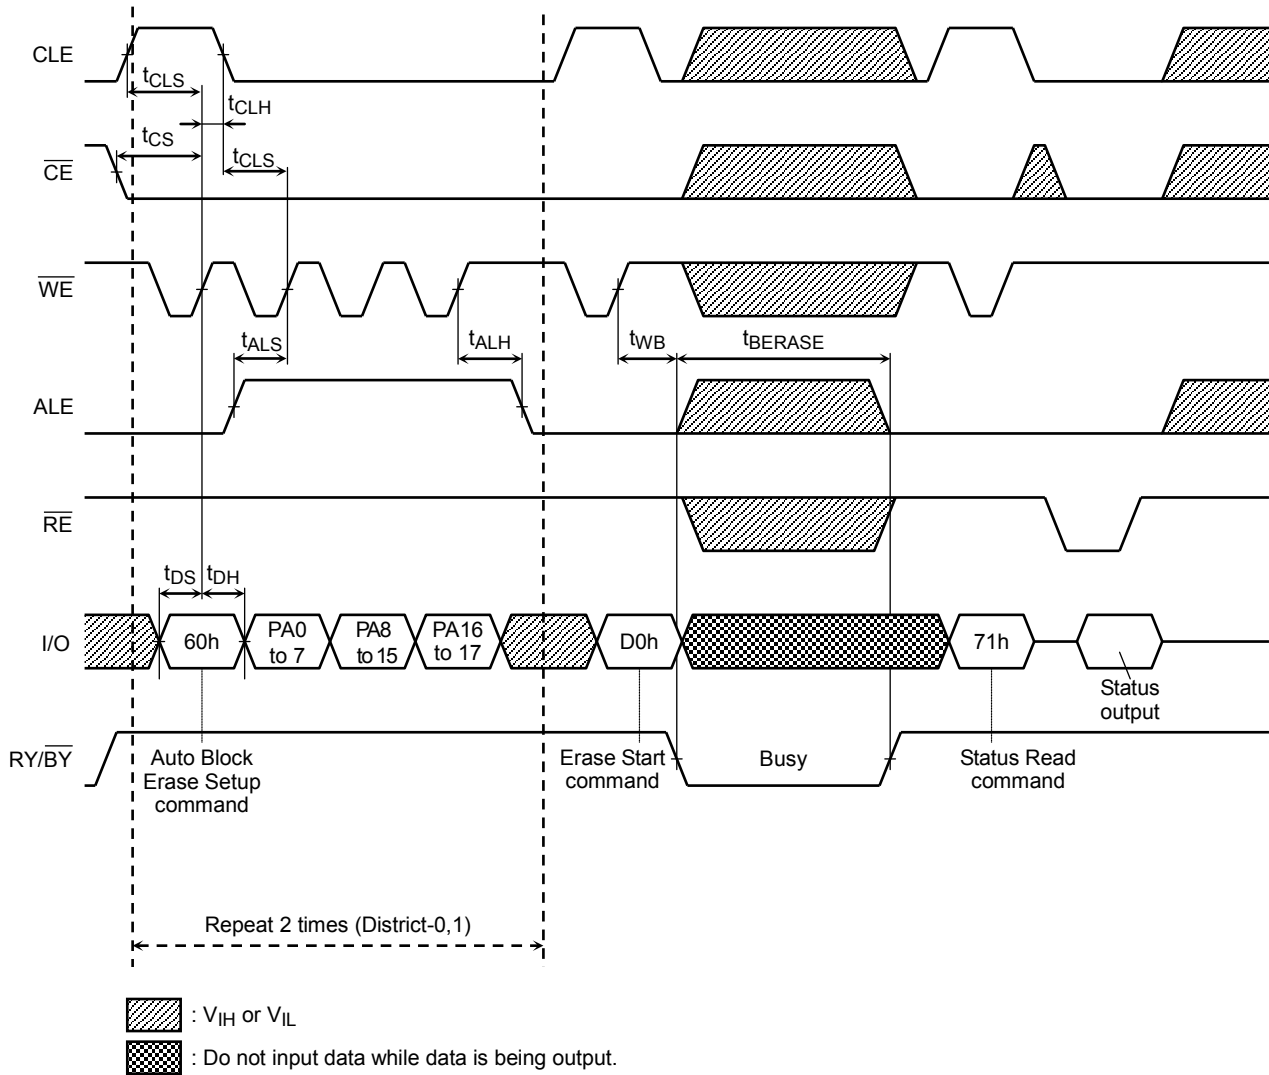 CLE
tCLS
tCLH
tCS
tCLS
CE
WE
tALS
tALH
tWB
tBERASE
ALE
RE
tDS
tDH
I/O
60h
PA0
to 7
PA8
to 15
PA16
to 17
D0h
71h
Status
output
RY/BY
Auto Block
Erase Setup
command
Erase Start
command
Busy
Status Read
command
Repeat 2 times (District-0,1)
: VIH or VIL
: Do not input data while data is being output.